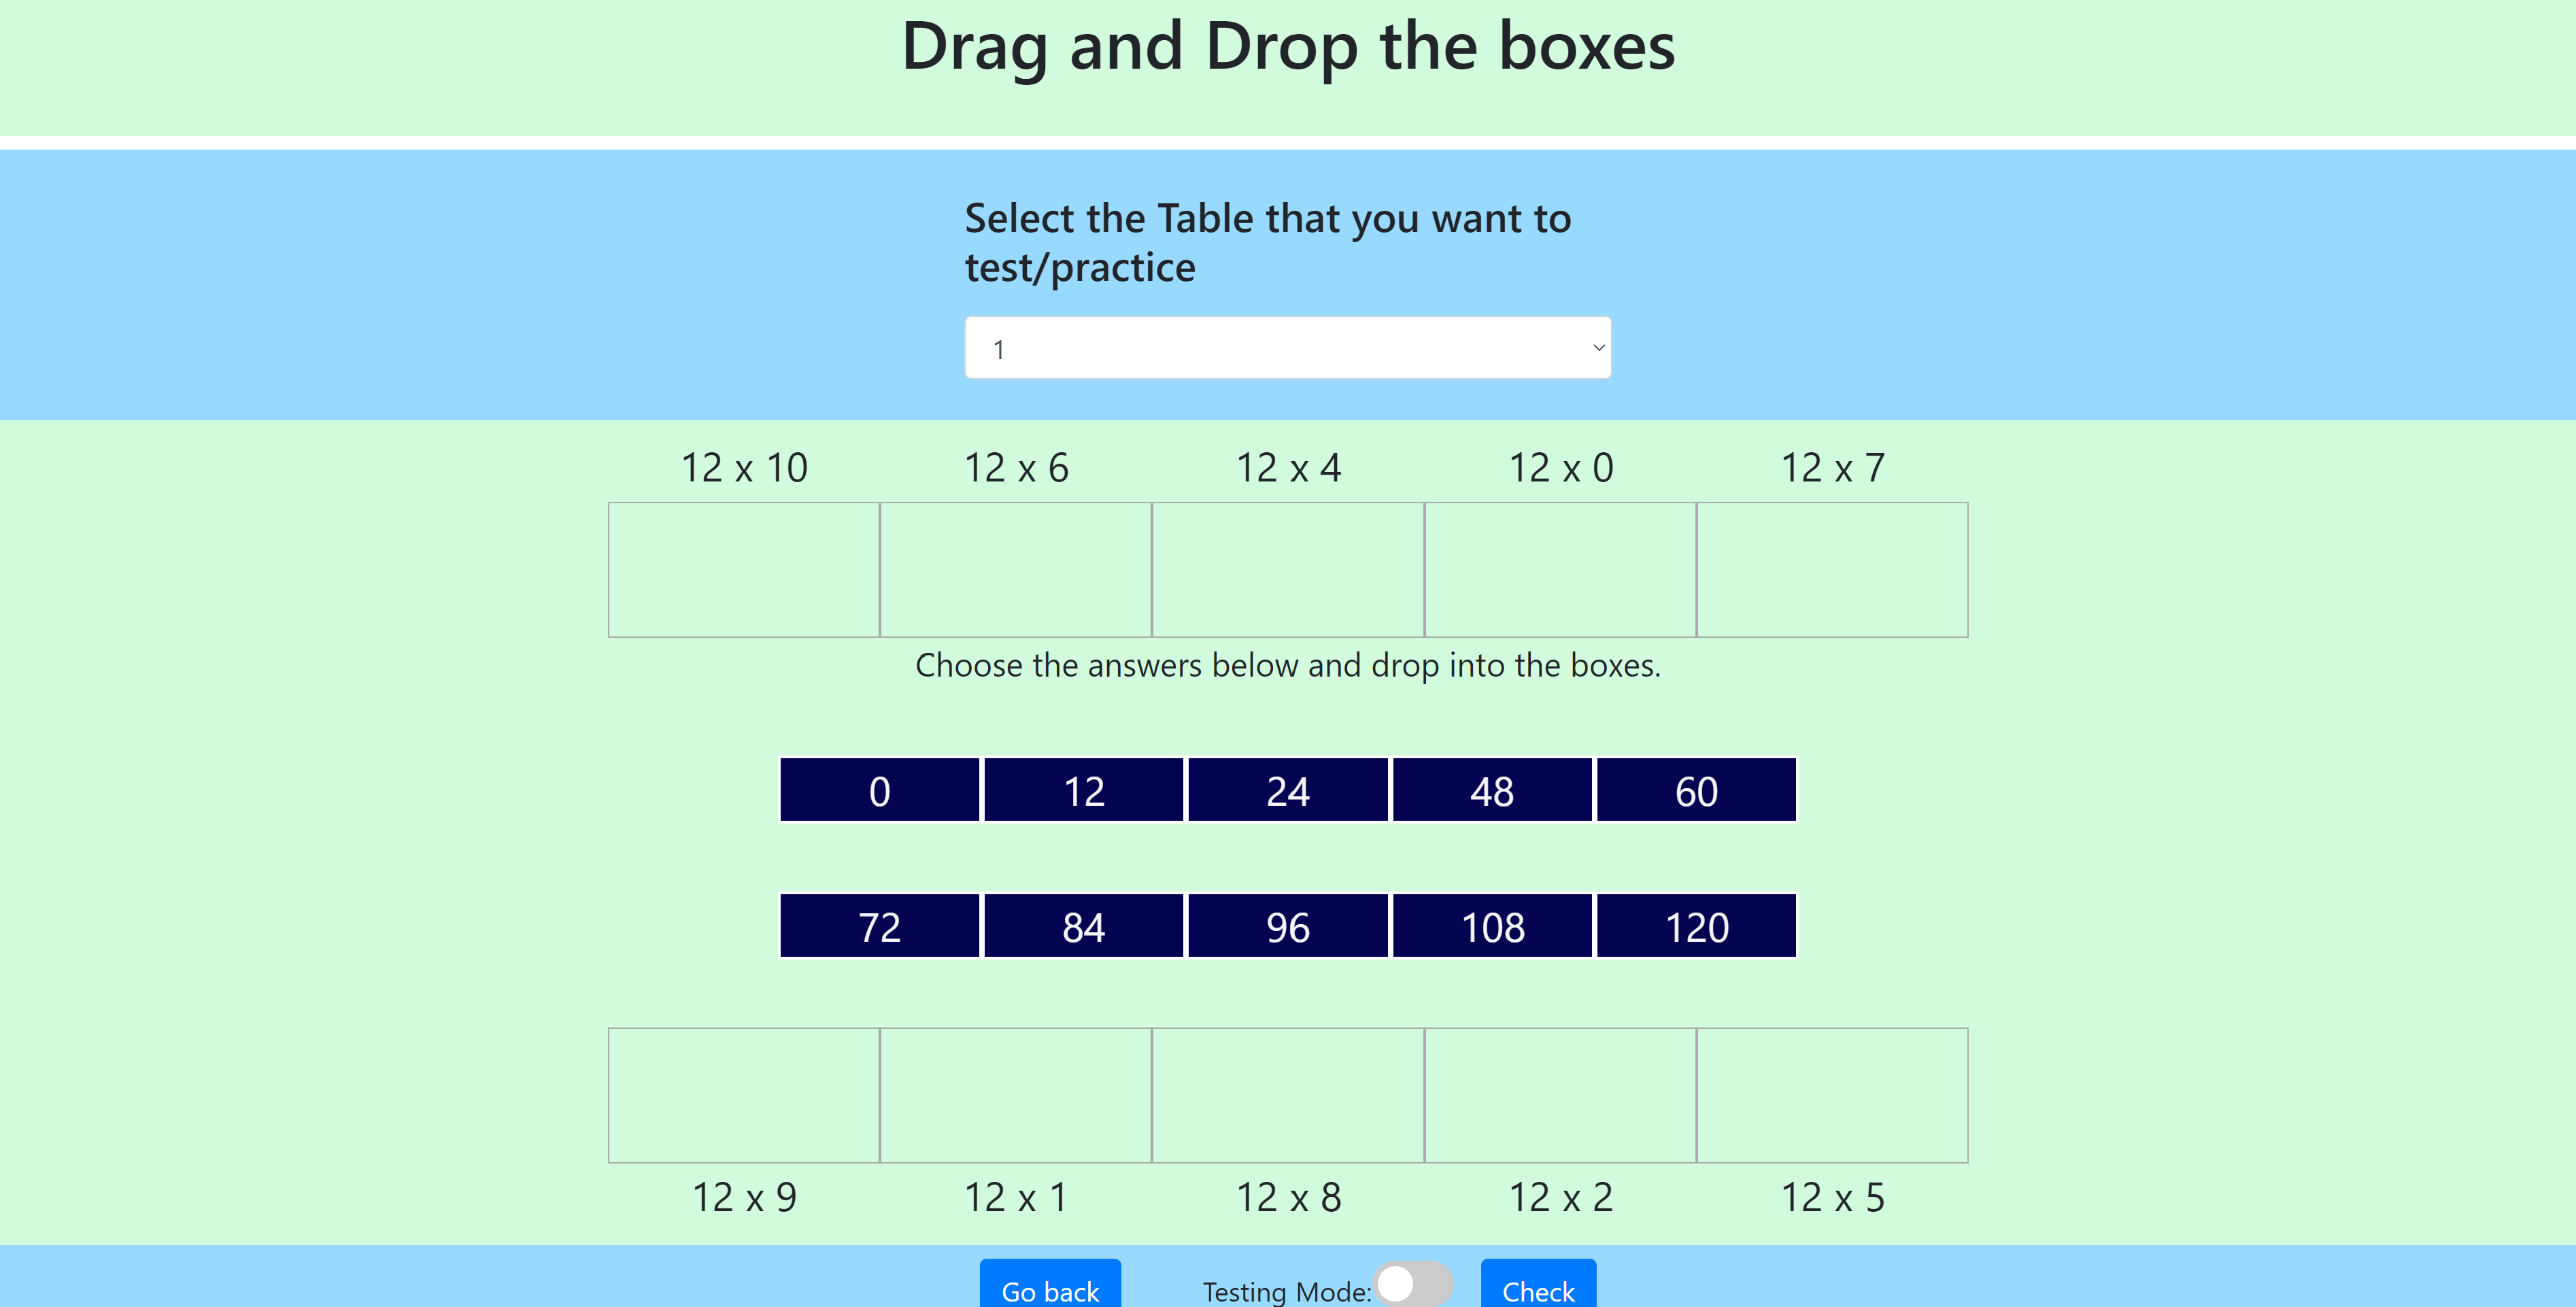 Drag and Drop the boxes
Select the Table that you want to
test/practice
1
12 x 10 12 x 6 12 x 4 12 x 0 12 x 7
Choose the answers below and drop into the boxes.
0 12 24 48 60
72 84 96 108 120
12 x 9 12 x 1 12 x 8 12 x 2 12 x 5
Go back Testing Mode: Check